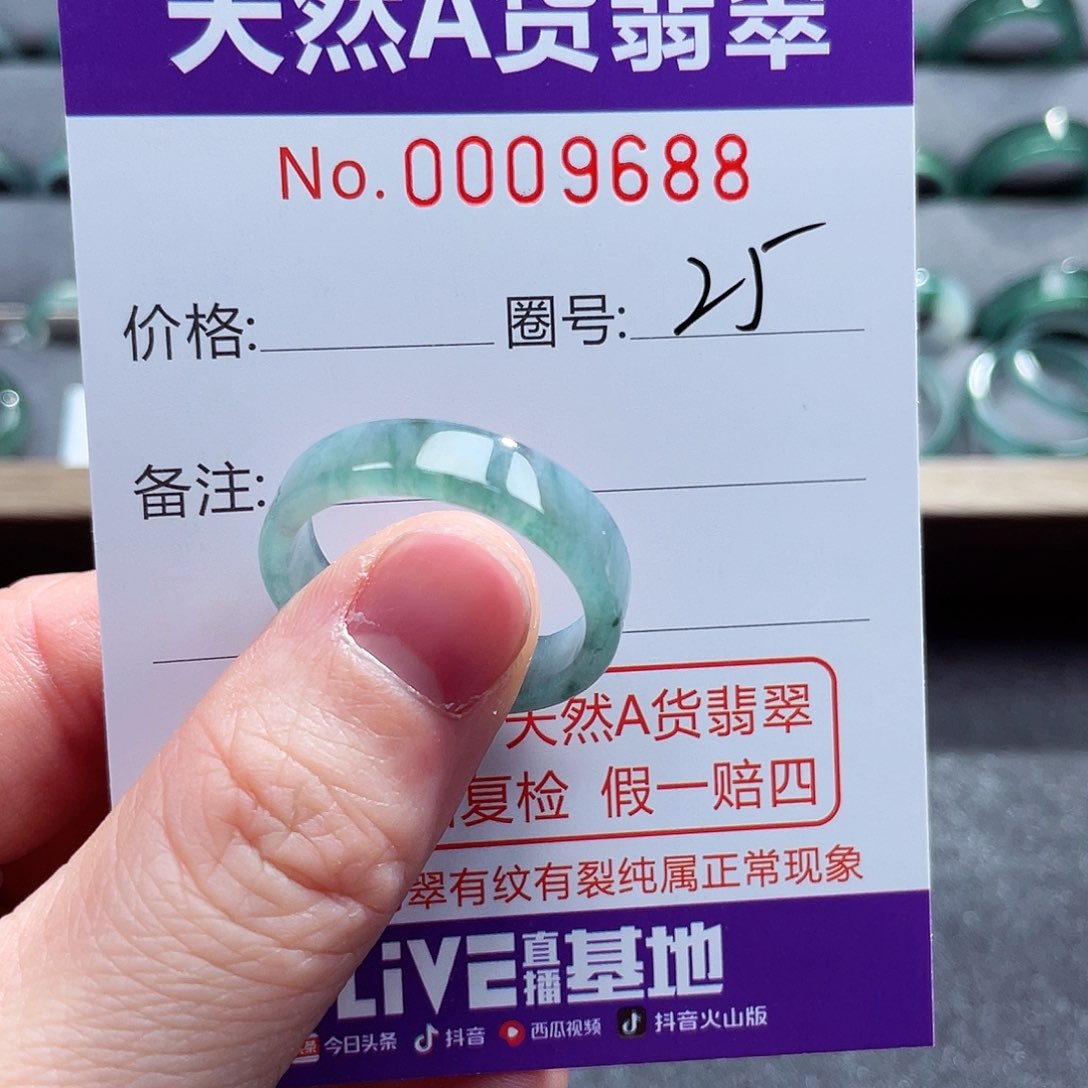 天然A货翡翠
No.0009688
价格: 圈号: 25
备注:
天然A货翡翠
复检 假一赔四
翠有纹有裂纯属正常现象
LiVE直播基地
今日头条 抖音 西瓜视频 抖音火山版